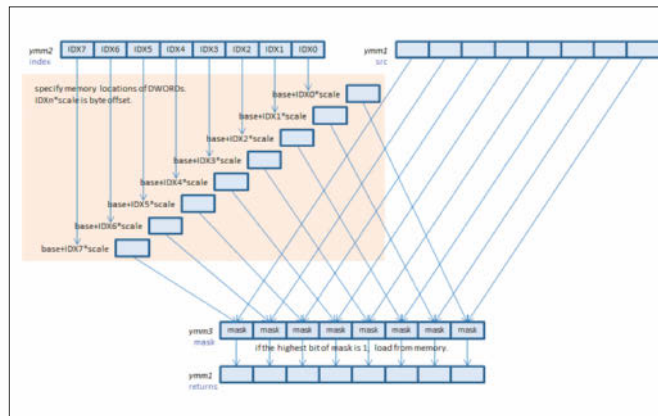 ymm2 IDX7 IDX6 IDX5 IDX4 IDX3 IDX2 IDX1 IDX0 ymm1
index src
specify memory locations of DWORDs.
IDXn*scale is byte offset.
base+IDX0*scale
base+IDX1*scale
base+IDX2*scale
base+IDX3*scale
base+IDX4*scale
base+IDX5*scale
base+IDX6*scale
base+IDX7*scale
ymm3 mask mask mask mask mask mask mask mask
mask
if the highest bit of mask is 1, load from memory.
ymm1
returns